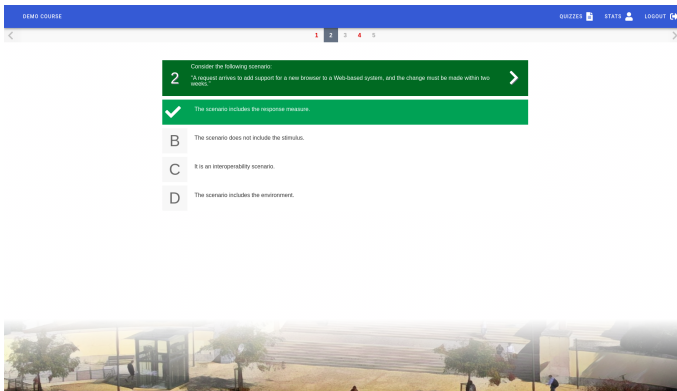 DEMO COURSE
QUIZZES STATS LOGOUT
1 2 3 4 5
2
Consider the following scenario:
"A request arrives to add support for a new browser to a Web-based system, and the change must be made within two
weeks."
The scenario includes the response measure.
B The scenario does not include the stimulus.
C It is an interoperability scenario.
D The scenario includes the environment.